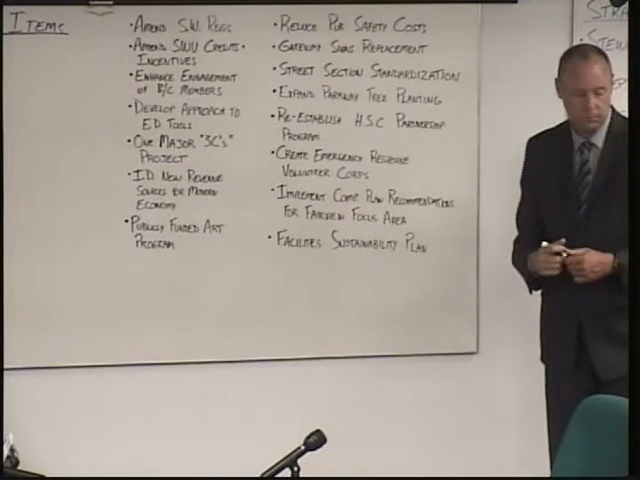 ITEMS
• AMEND S.W. REGS
• AMEND SWU CREDITS •
INCENTIVES
• ENHANCE ENGAGEMENT
OF B/C MEMBERS
• DEVELOP APPROACH TO
ED TOOLS
• ONE MAJOR "3C's"
PROJECT
• I.D. NEW REVENUE
SOURCES FOR MODERN
ECONOMY
• PUBLICLY FUNDED ART
PROGRAM
• REDUCE PUB SAFETY COSTS
• GATEWAY SIGNS REPLACEMENT
• STREET SECTION STANDARDIZATION
• EXPAND PARKWAY TREE PLANTING
• RE-ESTABLISH H.S.C PARTNERSHIP
PROGRAM
• CREATE EMERGENCY RESPONSE
VOLUNTEER CORPS
• IMPLEMENT COMP PLAN RECOMMENDATIONS
FOR FAIRVIEW FOCUS AREA
• FACILITIES SUSTAINABILITY PLAN